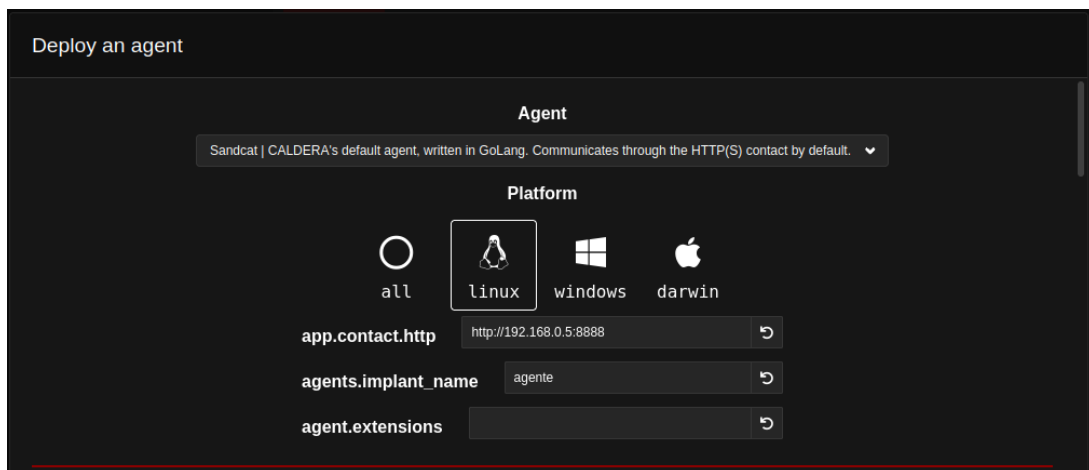 Deploy an agent
Agent
Sandcat | CALDERA's default agent, written in GoLang. Communicates through the HTTP(S) contact by default.
Platform
all linux windows darwin
app.contact.http http://192.168.0.5:8888
agents.implant_name agente
agent.extensions